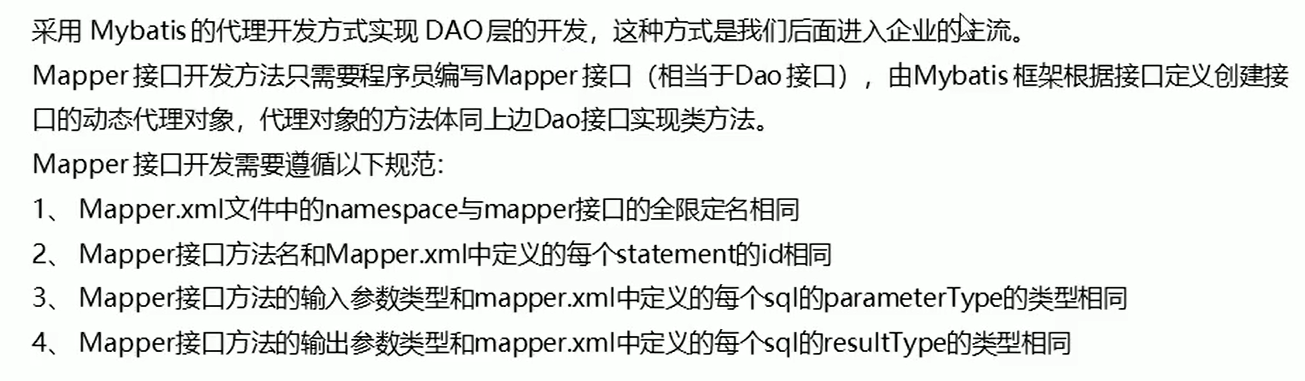 采用 Mybatis 的代理开发方式实现 DAO 层的开发，这种方式是我们后面进入企业的主流。
Mapper 接口开发方法只需要程序员编写Mapper 接口（相当于Dao 接口），由Mybatis 框架根据接口定义创建接
口的动态代理对象，代理对象的方法体同上边Dao接口实现类方法。
Mapper 接口开发需要遵循以下规范：
1、 Mapper.xml文件中的namespace与mapper接口的全限定名相同
2、 Mapper接口方法名和Mapper.xml中定义的每个statement的id相同
3、 Mapper接口方法的输入参数类型和mapper.xml中定义的每个sql的parameterType的类型相同
4、 Mapper接口方法的输出参数类型和mapper.xml中定义的每个sql的resultType的类型相同